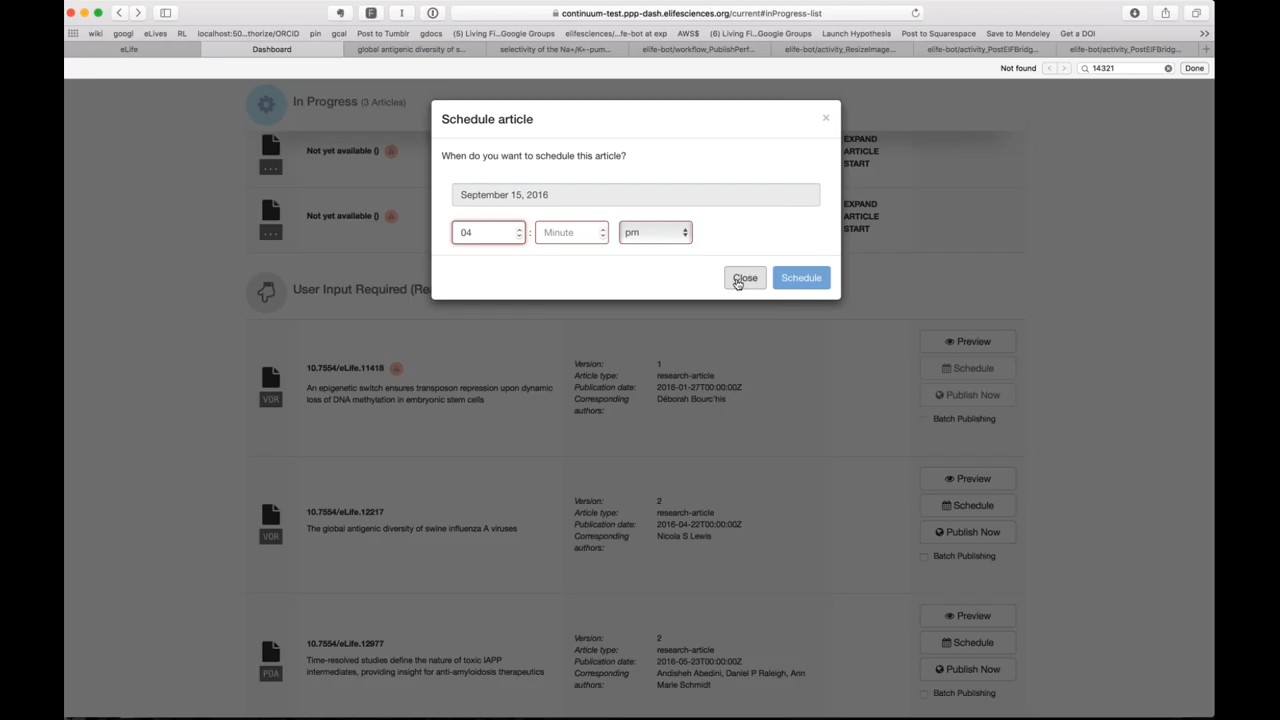 continuum-test.ppp-dash.elifesciences.org/current#inProgress-list
wiki googl eLives RL localhost:50...thorize/ORCID pin gcal Post to Tumblr gdocs (5) Living Fi...Google Groups elifesciences/...fe-bot at exp AWS$ (6) Living Fi...Google Groups Launch Hypothesis Post to Squarespace Save to Mendeley Get a DOI
eLife Dashboard global antigenic diversity of s... selectivity of the Na+/K+-pum... elife-bot/workflow_PublishPerf... elife-bot/activity_ResizeImage... elife-bot/activity_PostEIFBridg... elife-bot/activity_PostEIFBridg...
Not found 14321 Done
In Progress (3 Articles)
Not yet available ()
EXPAND
ARTICLE
START
...
Not yet available ()
EXPAND
ARTICLE
START
...
Schedule article ×
When do you want to schedule this article?
September 15, 2016
04 : Minute pm
Close Schedule
User Input Required (Rea
10.7554/eLife.11418
An epigenetic switch ensures transposon repression upon dynamic
loss of DNA methylation in embryonic stem cells
VOR
Version: 1
Article type: research-article
Publication date: 2016-01-27T00:00:00Z
Corresponding Déborah Bourc'his
authors:
Preview
Schedule
Publish Now
Batch Publishing
10.7554/eLife.12217
The global antigenic diversity of swine influenza A viruses
VOR
Version: 2
Article type: research-article
Publication date: 2016-04-22T00:00:00Z
Corresponding Nicola S Lewis
authors:
Preview
Schedule
Publish Now
Batch Publishing
10.7554/eLife.12977
Time-resolved studies define the nature of toxic IAPP
intermediates, providing insight for anti-amyloidosis therapeutics
POA
Version: 2
Article type: research-article
Publication date: 2016-05-23T00:00:00Z
Corresponding Andisheh Abedini, Daniel P Raleigh, Ann
authors: Marie Schmidt
Preview
Schedule
Publish Now
Batch Publishing